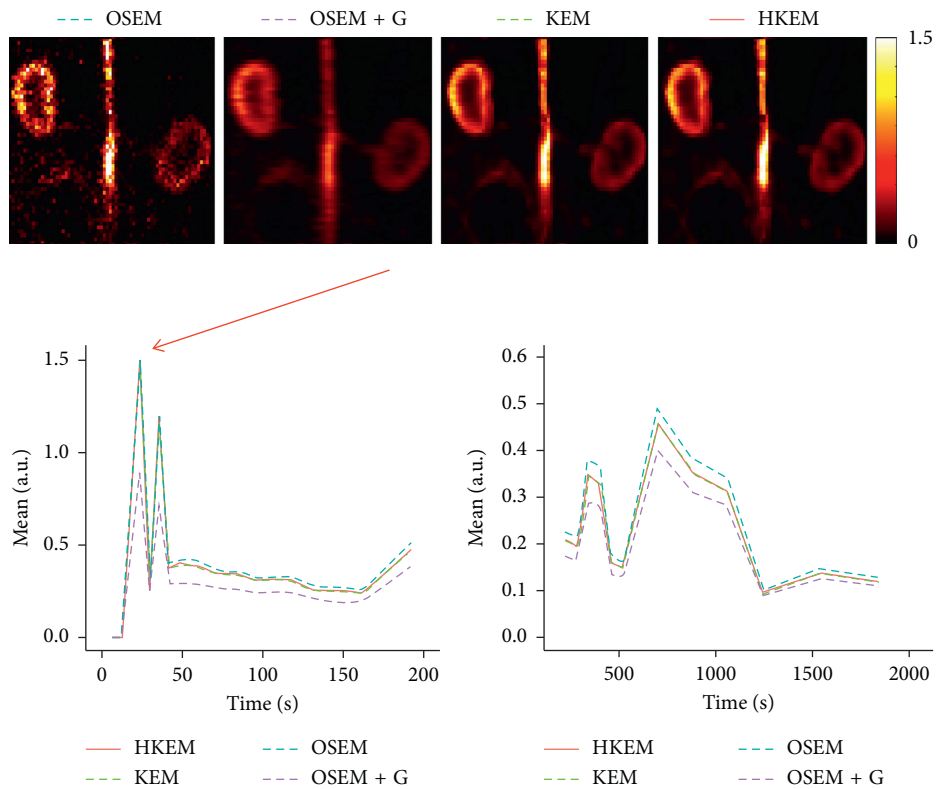 OSEM OSEM + G KEM HKEM
1.5
0
1.5
1.0
0.5
0.0
Mean (a.u.)
0 50 100 150 200
Time (s)
HKEM OSEM
KEM OSEM + G
0.6
0.5
0.4
0.3
0.2
0.1
0.0
Mean (a.u.)
500 1000 1500 2000
Time (s)
HKEM OSEM
KEM OSEM + G